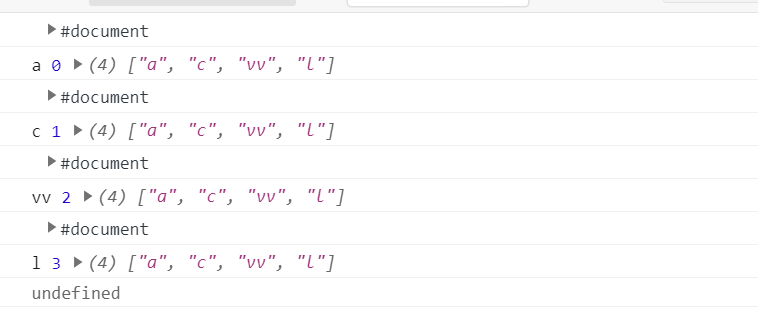 #document
a 0 (4) ["a", "c", "vv", "l"]
#document
c 1 (4) ["a", "c", "vv", "l"]
#document
vv 2 (4) ["a", "c", "vv", "l"]
#document
l 3 (4) ["a", "c", "vv", "l"]
undefined